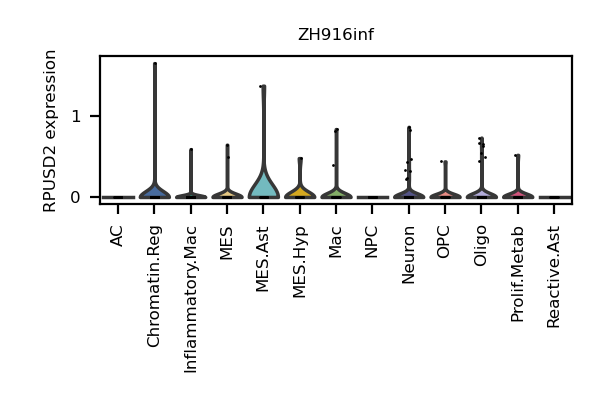 ZH916inf
RPUSD2 expression
1
0
AC
Chromatin.Reg
Inflammatory.Mac
MES
MES.Ast
MES.Hyp
Mac
NPC
Neuron
OPC
Oligo
Prolif.Metab
Reactive.Ast